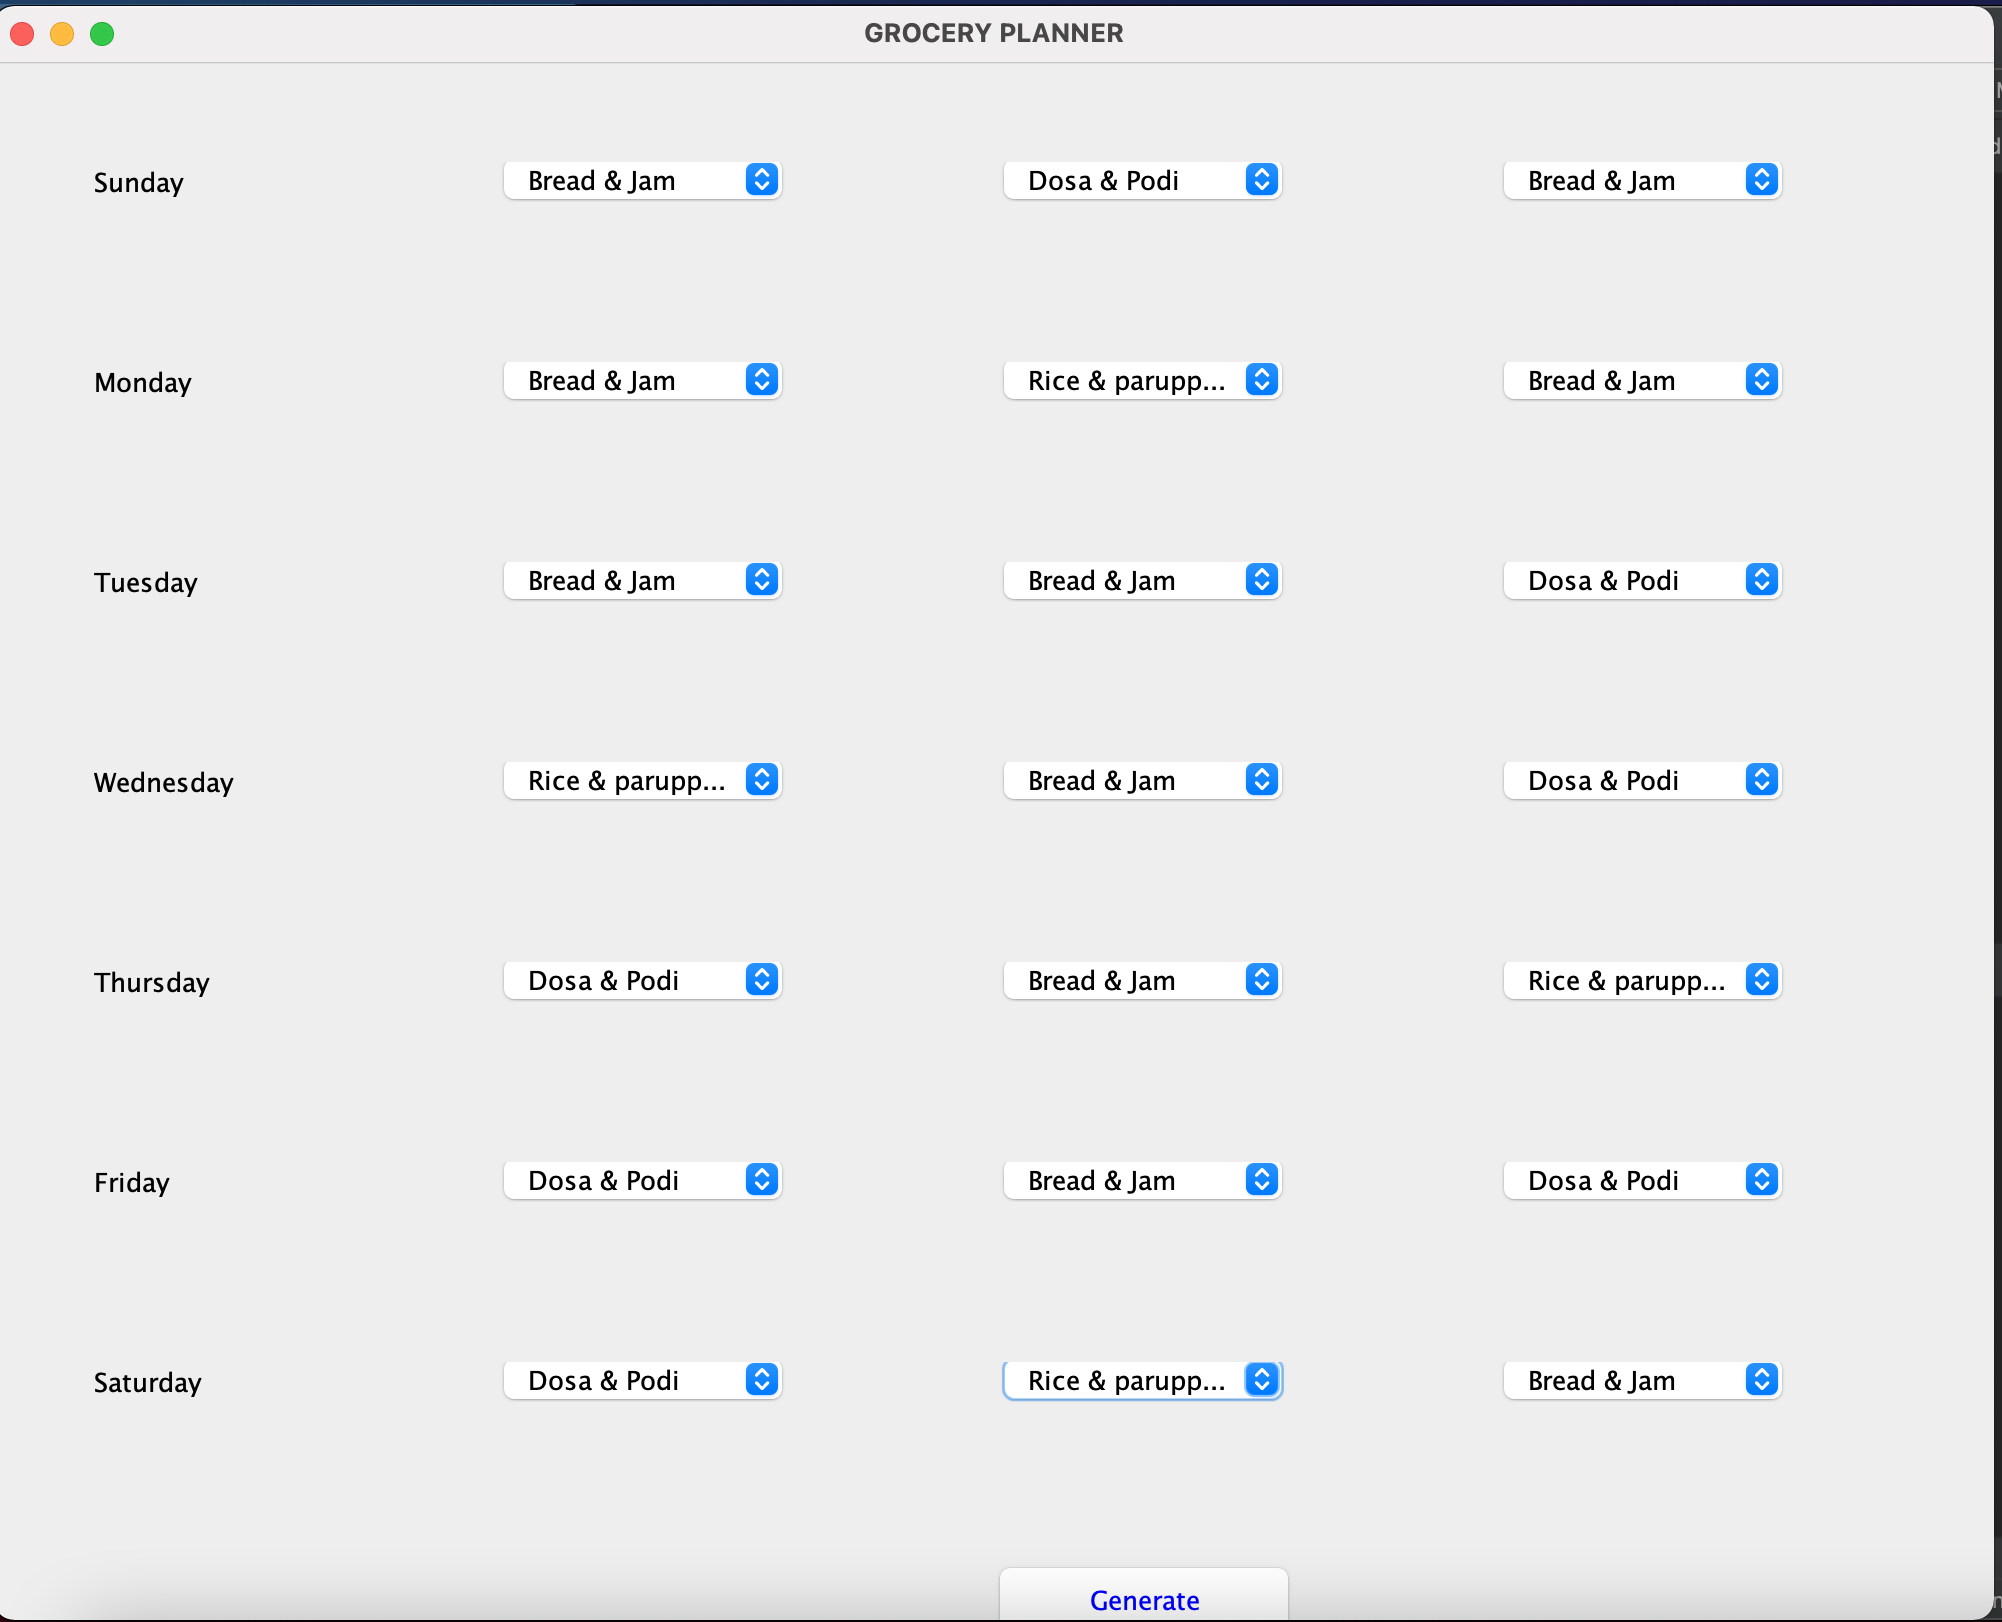 GROCERY PLANNER
Sunday Bread & Jam Dosa & Podi Bread & Jam
Monday Bread & Jam Rice & parupp... Bread & Jam
Tuesday Bread & Jam Bread & Jam Dosa & Podi
Wednesday Rice & parupp... Bread & Jam Dosa & Podi
Thursday Dosa & Podi Bread & Jam Rice & parupp...
Friday Dosa & Podi Bread & Jam Dosa & Podi
Saturday Dosa & Podi Rice & parupp... Bread & Jam
Generate